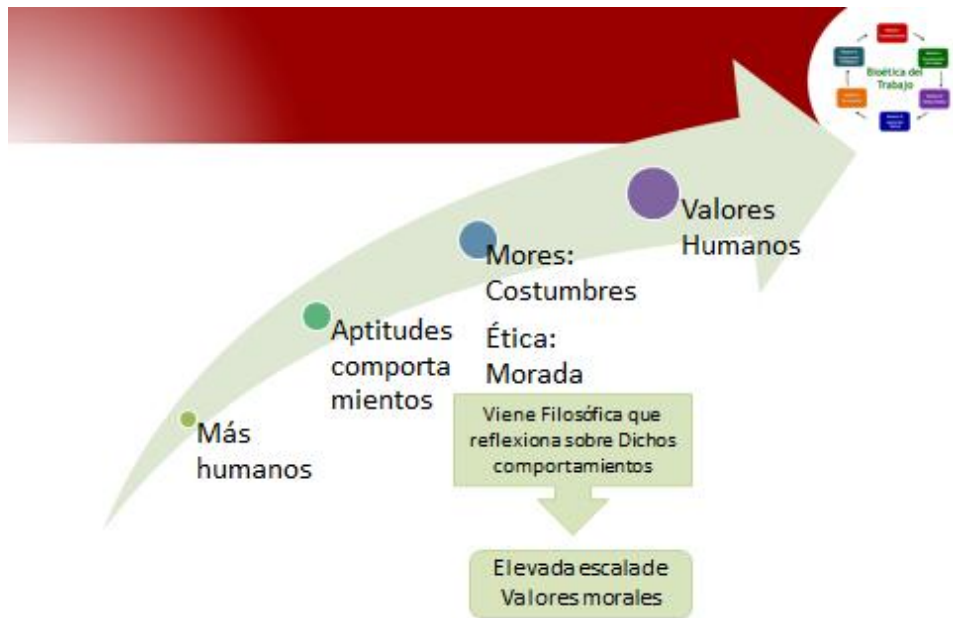 Bioética del
Trabajo
Valores
Humanos
Mores:
Costumbres
Ética:
Morada
Aptitudes
comporta
mientos
Más
humanos
Viene Filosófica que
reflexiona sobre Dichos
comportamientos
Elevada escalade
Valores morales